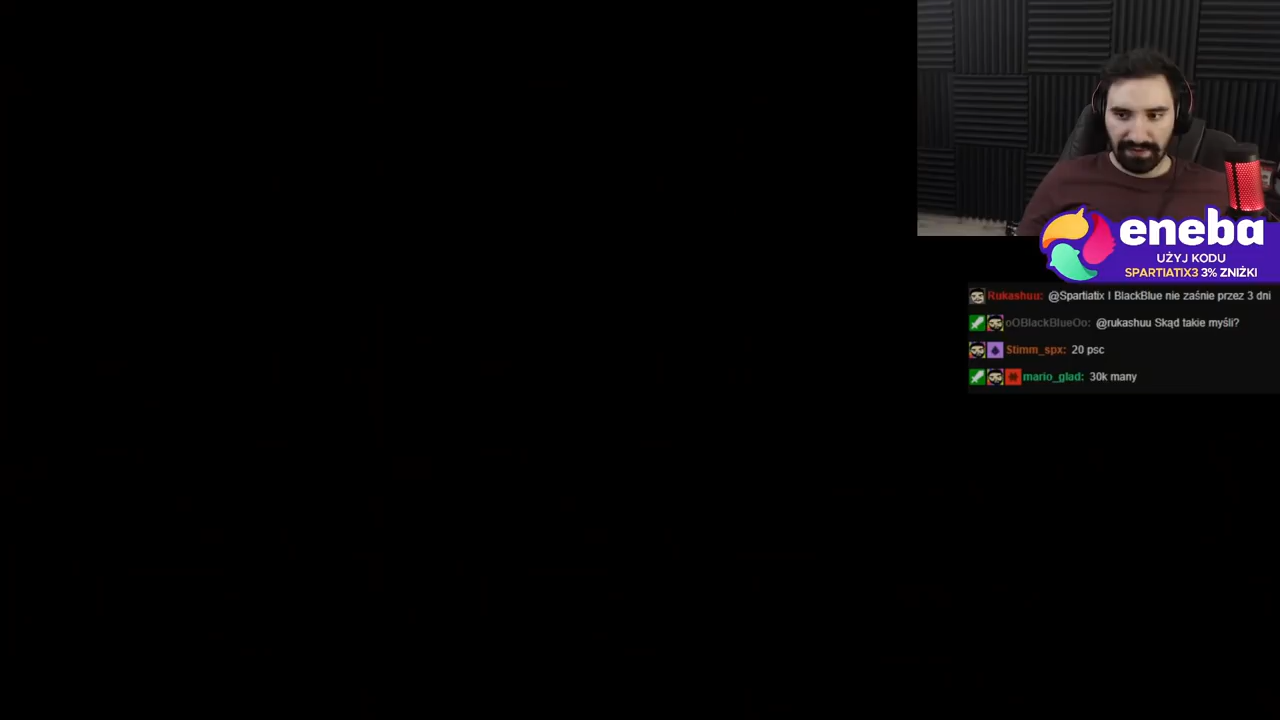 eneba
UŻYJ KODU
SPARTIATIX3 3% ZNIŻKI
Rukashuu: @Spartiatix I BlackBlue nie zaśnie przez 3 dni
oOBlackBlueOo: @rukashuu Skąd takie myśli?
Stimm_spx: 20 psc
mario_glad: 30k many